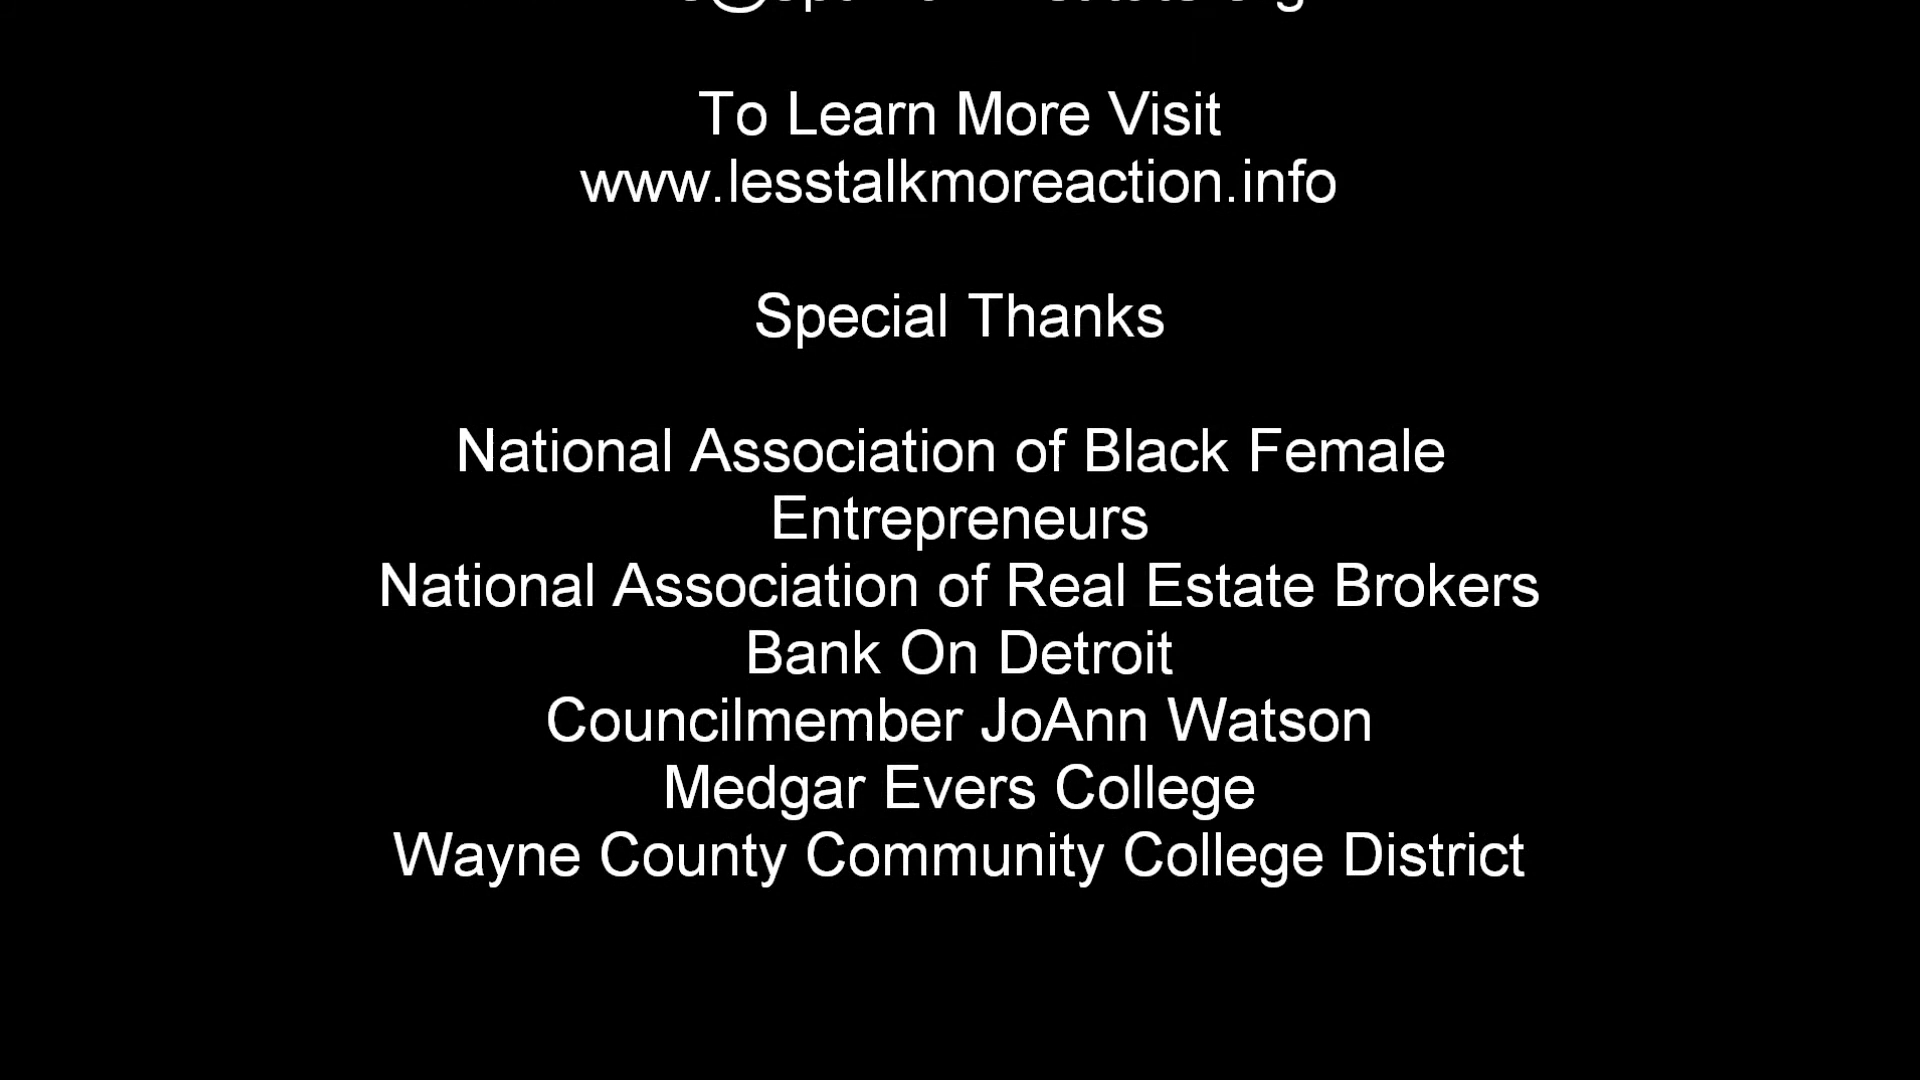 To Learn More Visit
www.lesstalkmoreaction.info
Special Thanks
National Association of Black Female
Entrepreneurs
National Association of Real Estate Brokers
Bank On Detroit
Councilmember JoAnn Watson
Medgar Evers College
Wayne County Community College District